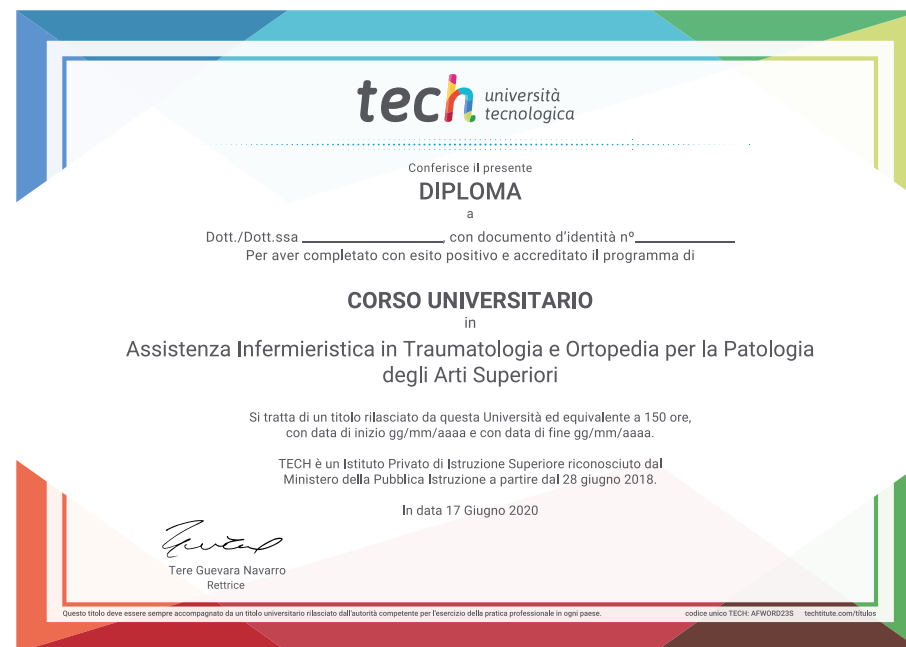 tech università
tecnologica
Conferisce il presente
DIPLOMA
a
Dott./Dott.ssa ____________________, con documento d'identità nº______________
Per aver completato con esito positivo e accreditato il programma di
CORSO UNIVERSITARIO
in
Assistenza Infermieristica in Traumatologia e Ortopedia per la Patologia
degli Arti Superiori
Si tratta di un titolo rilasciato da questa Università ed equivalente a 150 ore,
con data di inizio gg/mm/aaaa e con data di fine gg/mm/aaaa.
TECH è un Istituto Privato di Istruzione Superiore riconosciuto dal
Ministero della Pubblica Istruzione a partire dal 28 giugno 2018.
In data 17 Giugno 2020
Tere Guevara Navarro
Rettrice
Questo titolo deve essere sempre accompagnato da un titolo universitario rilasciato dall'autorità competente per l'esercizio della pratica professionale in ogni paese. codice unico TECH: AFWORD23S techtitute.com/títulos